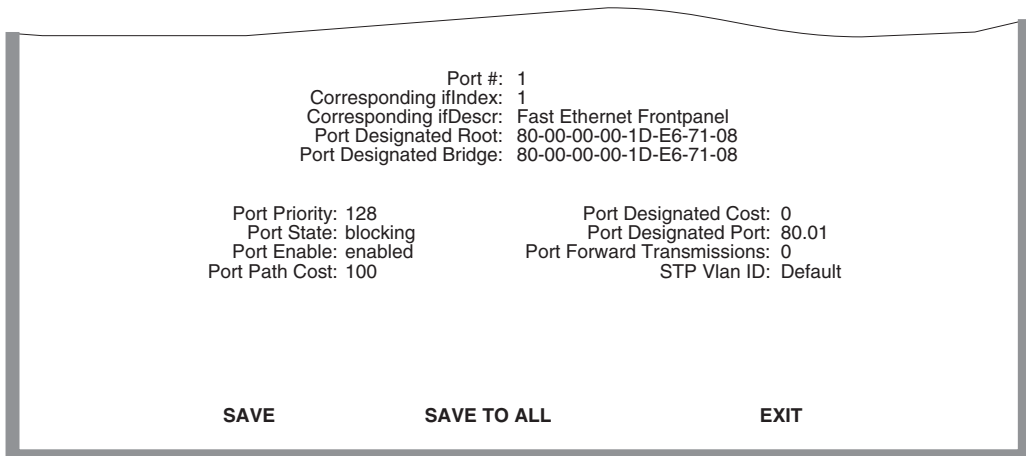 Port #: 1
Corresponding ifIndex: 1
Corresponding ifDescr: Fast Ethernet Frontpanel
Port Designated Root: 80-00-00-00-1D-E6-71-08
Port Designated Bridge: 80-00-00-00-1D-E6-71-08
Port Priority: 128 Port Designated Cost: 0
Port State: blocking Port Designated Port: 80.01
Port Enable: enabled Port Forward Transmissions: 0
Port Path Cost: 100 STP Vlan ID: Default
SAVE SAVE TO ALL EXIT